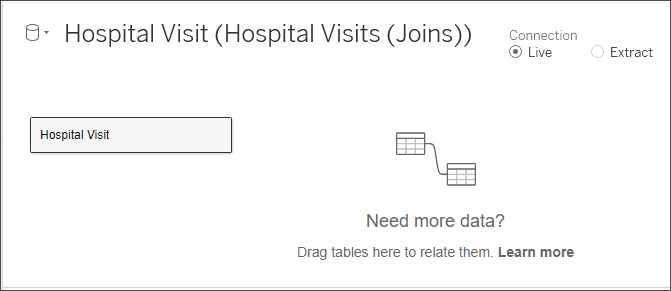 Hospital Visit (Hospital Visits (Joins))
Connection
Live Extract
Hospital Visit
Need more data?
Drag tables here to relate them. Learn more